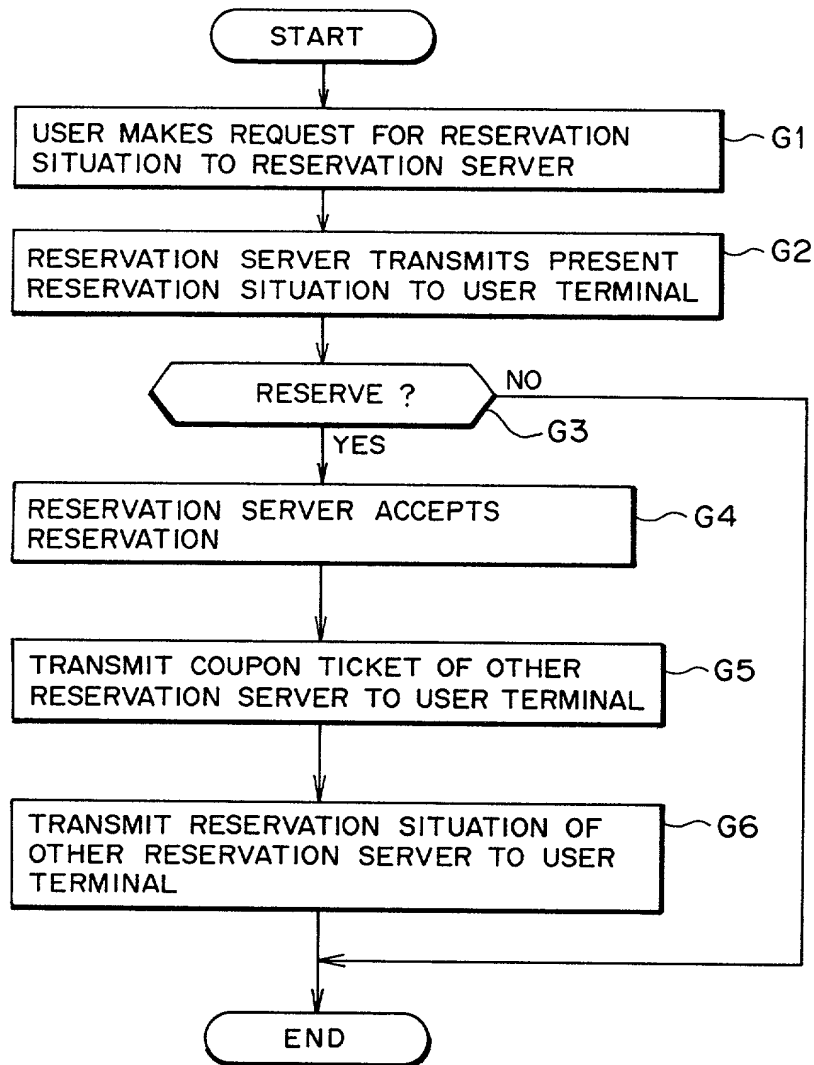 START
USER MAKES REQUEST FOR RESERVATION
SITUATION TO RESERVATION SERVER
G1
RESERVATION SERVER TRANSMITS PRESENT
RESERVATION SITUATION TO USER TERMINAL
G2
RESERVE ?
NO
G3
YES
RESERVATION SERVER ACCEPTS
RESERVATION
G4
TRANSMIT COUPON TICKET OF OTHER
RESERVATION SERVER TO USER TERMINAL
G5
TRANSMIT RESERVATION SITUATION OF
OTHER RESERVATION SERVER TO USER
TERMINAL
G6
END